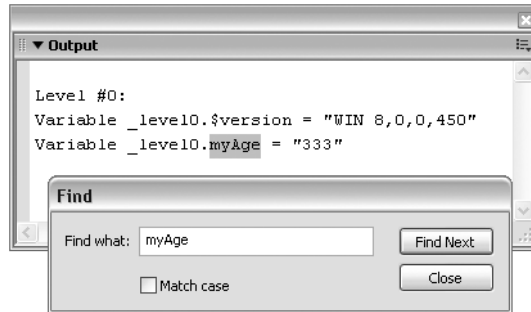 Output
Level #0:
Variable _level0.$version = "WIN 8,0,0,450"
Variable _level0.myAge = "333"
Find
Find what: myAge
Find Next
Match case
Close